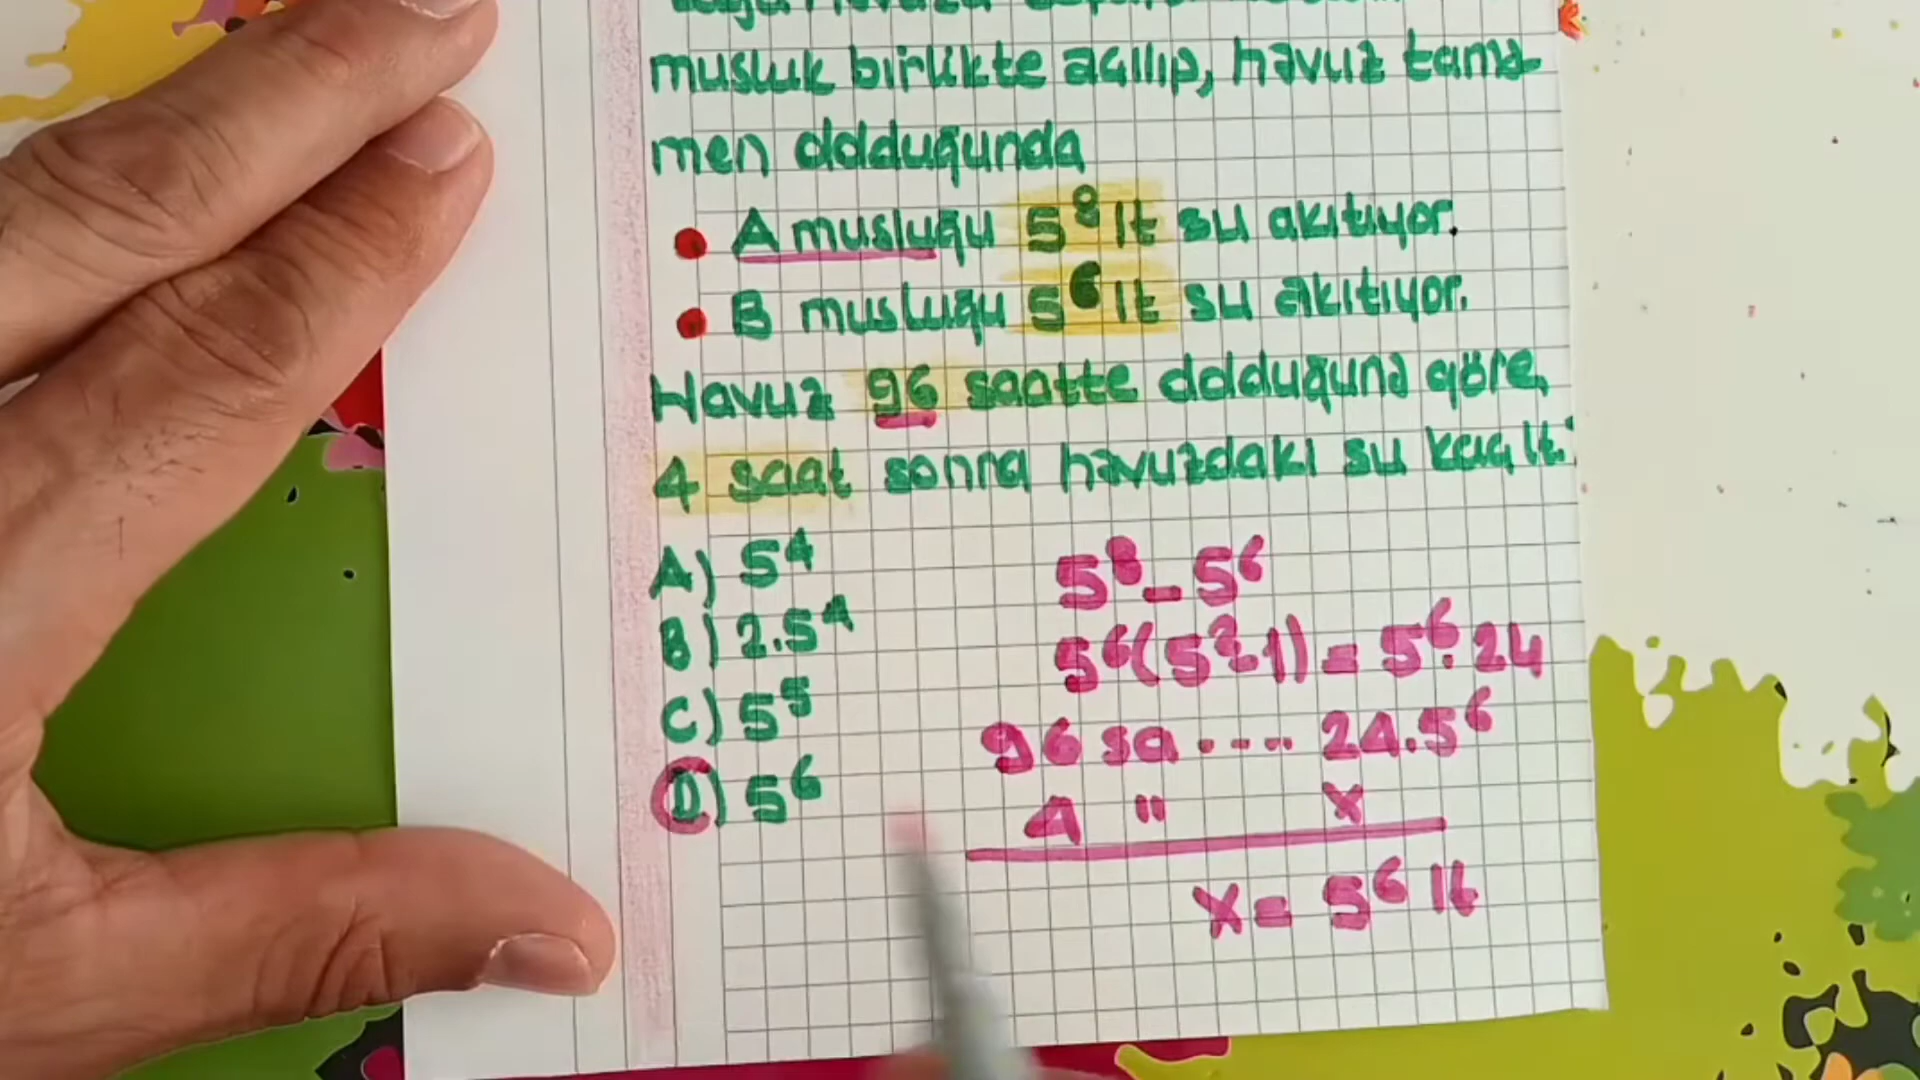 musluk birlikte açılıp, havuz tama-
men dolduğunda
• A musluğu 5⁸ lt su akıtıyor.
• B musluğu 5⁶ lt su akıtıyor.
Havuz 96 saatte dolduğuna göre,
4 saat sonra havuzdaki su kaç lt.
A) 5⁴
B) 2.5⁴
C) 5⁵
D) 5⁶
5⁸ - 5⁶
5⁶(5²-1) = 5⁶.24
96 sa .... 24.5⁶
4 " x
x = 5⁶ lt